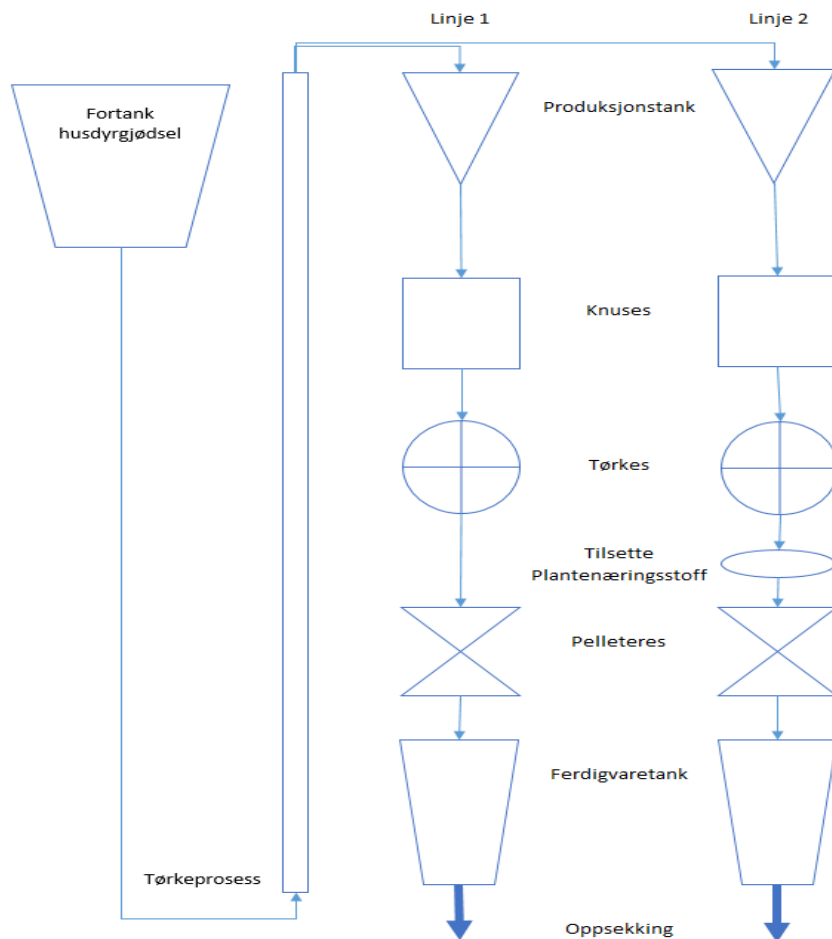 Linje 1
Linje 2
Fortank
husdyrgjødsel
Produksjonstank
Knuses
Tørkes
Tilsette
Plantenæringsstoff
Pelleteres
Ferdigvaretank
Tørkeprosess
Oppsekking